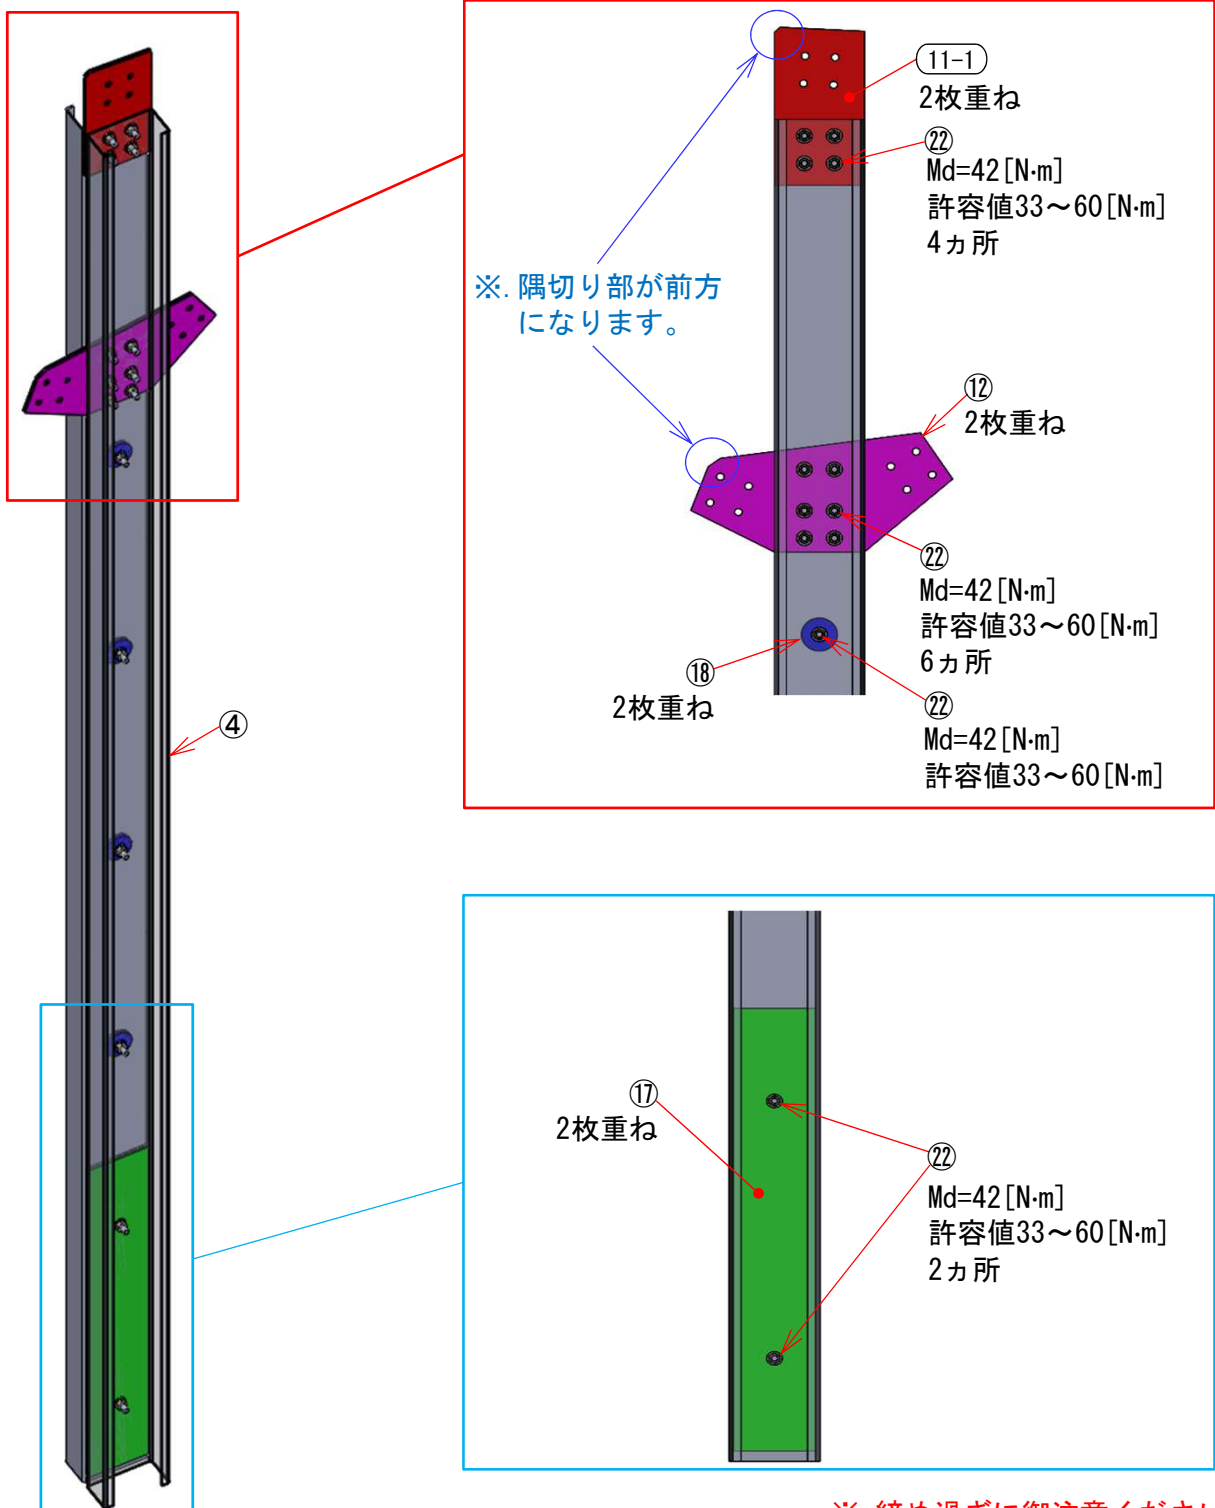 11-1
2枚重ね
㉒
Md=42[N·m]
許容値33～60[N·m]
4ヵ所
※.隅切り部が前方
になります。
⑫
2枚重ね
㉒
Md=42[N·m]
許容値33～60[N·m]
6ヵ所
⑱
2枚重ね
㉒
Md=42[N·m]
許容値33～60[N·m]
④
⑰
2枚重ね
㉒
Md=42[N·m]
許容値33～60[N·m]
2ヵ所